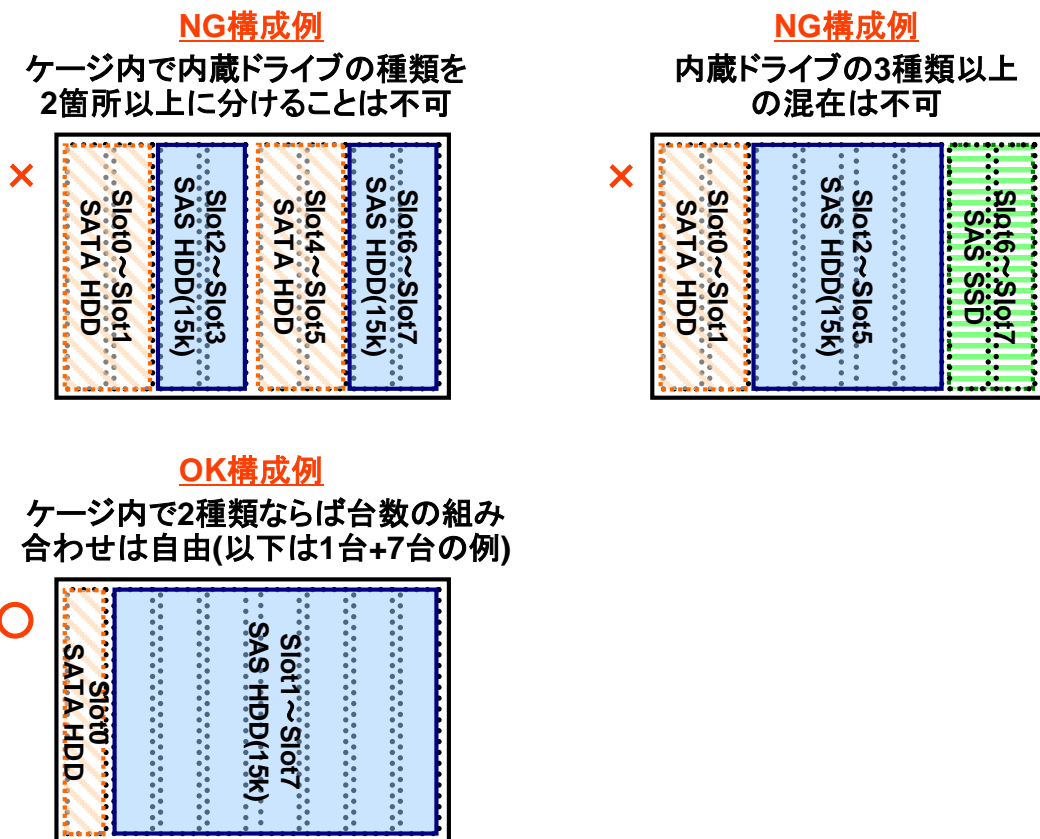 NG構成例
ケージ内で内蔵ドライブの種類を
2箇所以上に分けることは不可
×
Slot0~Slot1
SATA HDD
Slot2~Slot3
SAS HDD(15k)
Slot4~Slot5
SATA HDD
Slot6~Slot7
SAS HDD(15k)
NG構成例
内蔵ドライブの3種類以上
の混在は不可
×
Slot0~Slot1
SATA HDD
Slot2~Slot5
SAS HDD(15k)
Slot6~Slot7
SAS SSD
OK構成例
ケージ内で2種類ならば台数の組み
合わせは自由(以下は1台+7台の例)
○
Slot0
SATA HDD
Slot1~Slot7
SAS HDD(15k)